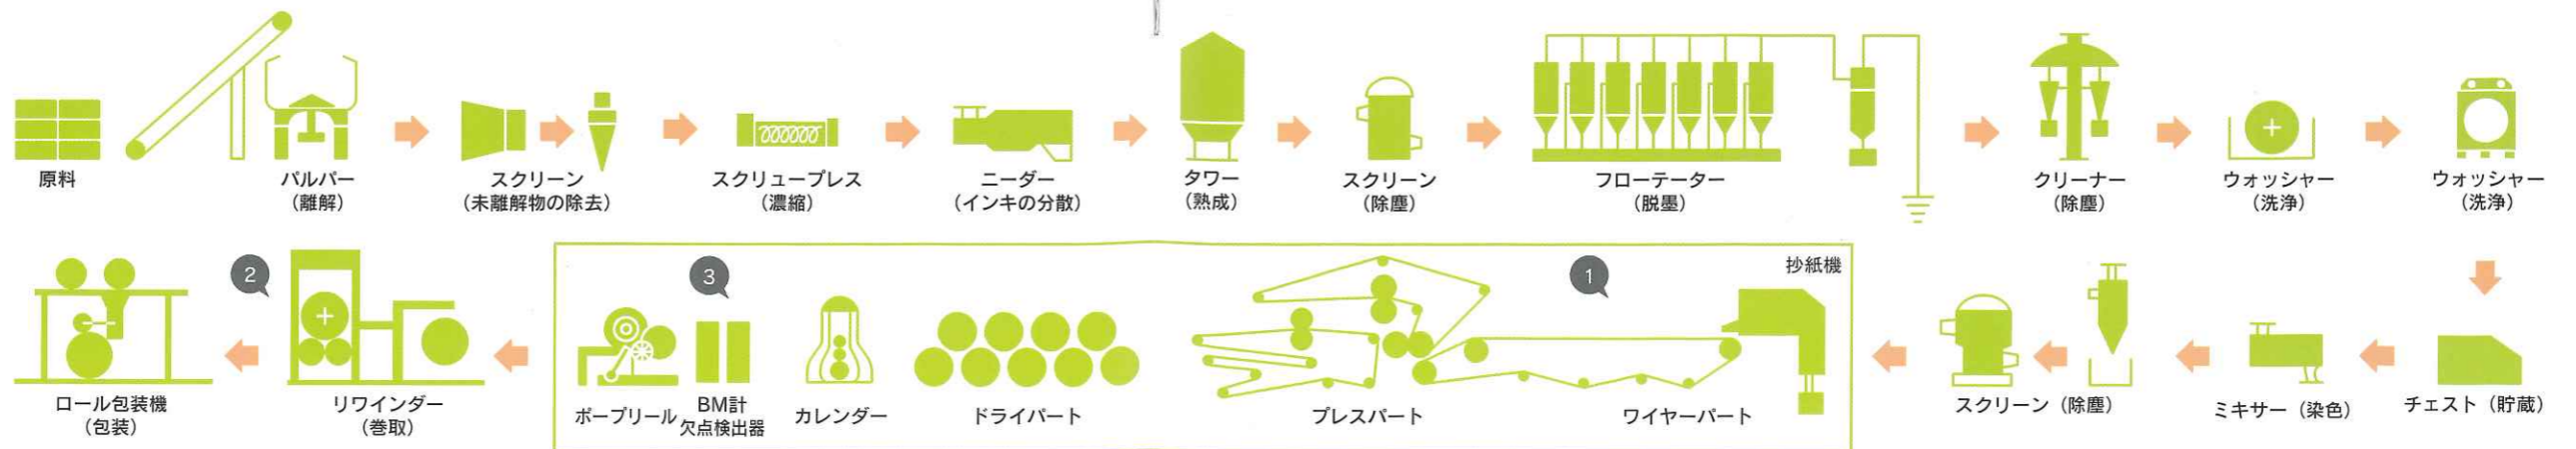 原料
パルパー
（離解）
スクリーン
（未離解物の除去）
スクリュープレス
（濃縮）
ニーダー
（インキの分散）
タワー
（熟成）
スクリーン
（除塵）
フローテーター
（脱墨）
クリーナー
（除塵）
ウォッシャー
（洗浄）
ウォッシャー
（洗浄）
チェスト（貯蔵）
ミキサー（染色）
スクリーン（除塵）
抄紙機
1
ワイヤーパート
プレスパート
ドライパート
カレンダー
3
BM計
欠点検出器
ポープリール
リワインダー
（巻取）
2
ロール包装機
（包装）